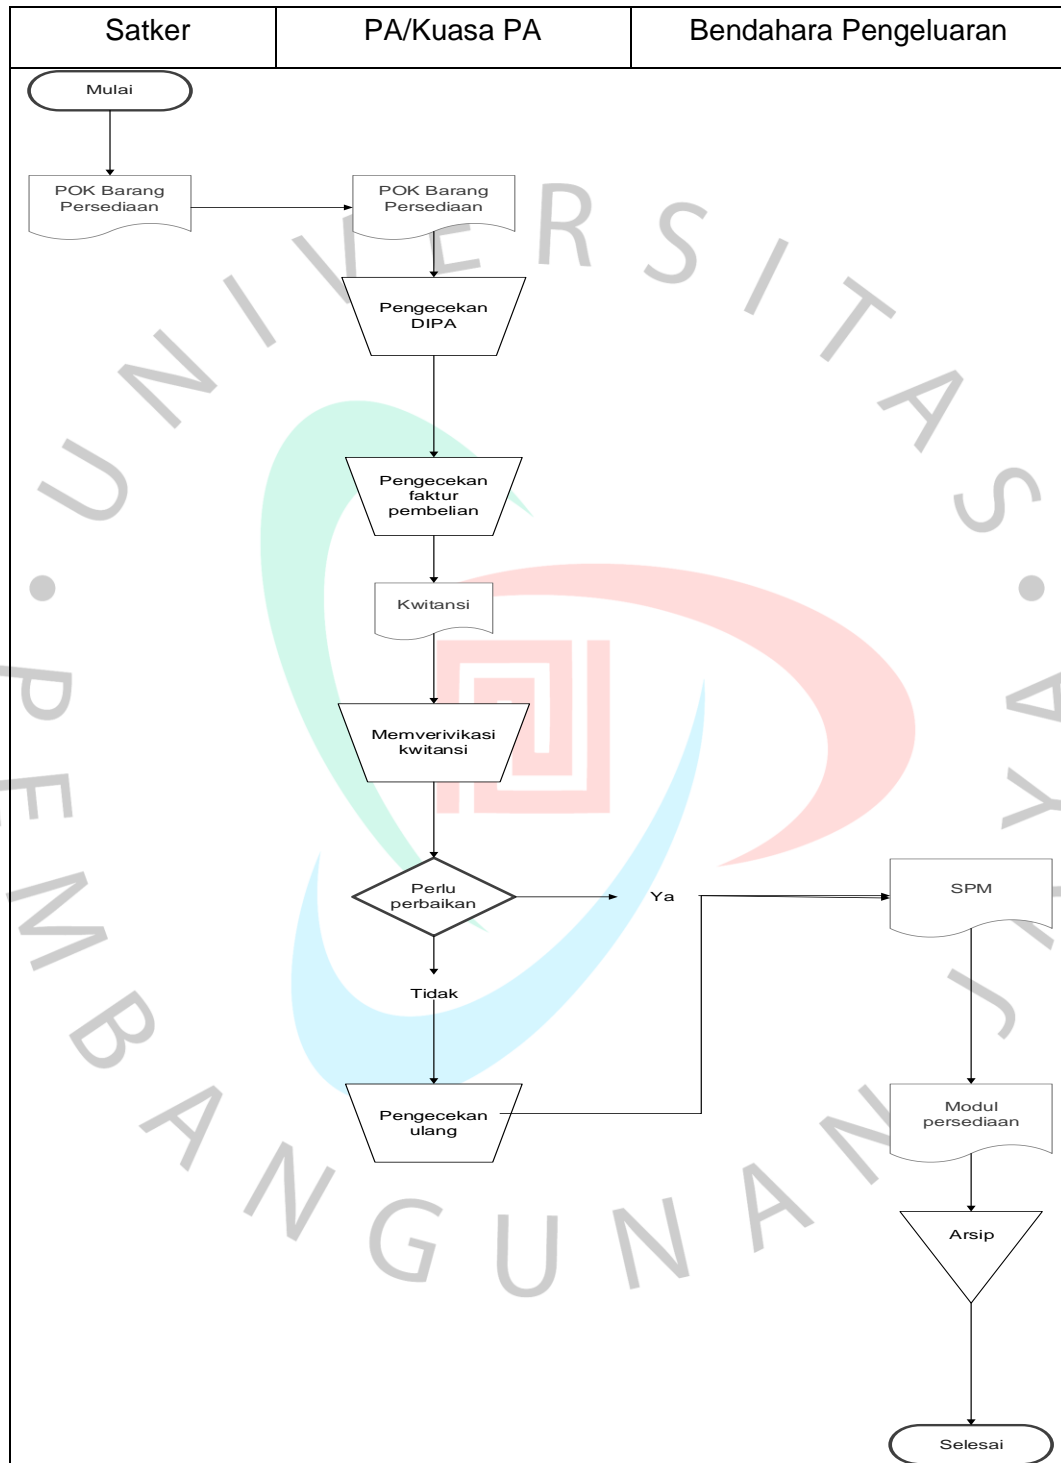 Satker
PA/Kuasa PA
Bendahara Pengeluaran
Mulai
POK Barang
Persediaan
POK Barang
Persediaan
Pengecekan
DIPA
Pengecekan
faktur
pembelian
Kwitansi
Memverivikasi
kwitansi
Perlu
perbaikan
Ya
SPM
Tidak
Pengecekan
ulang
Modul
persediaan
Arsip
Selesai
UNIVERSITAS
PEMBANGUNAN JAYA